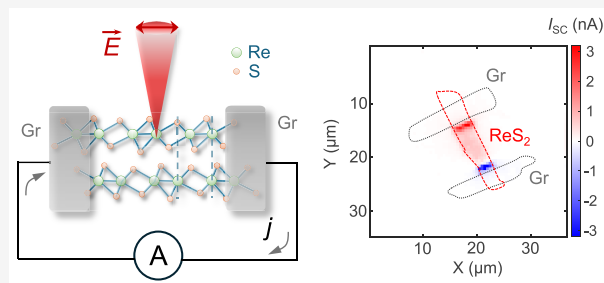 E
Re
S
Gr
Gr
j
A
I_SC (nA)
Gr
ReS₂
Gr
10
20
30
Y (µm)
10
20
30
X (µm)
3
2
1
0
-1
-2
-3